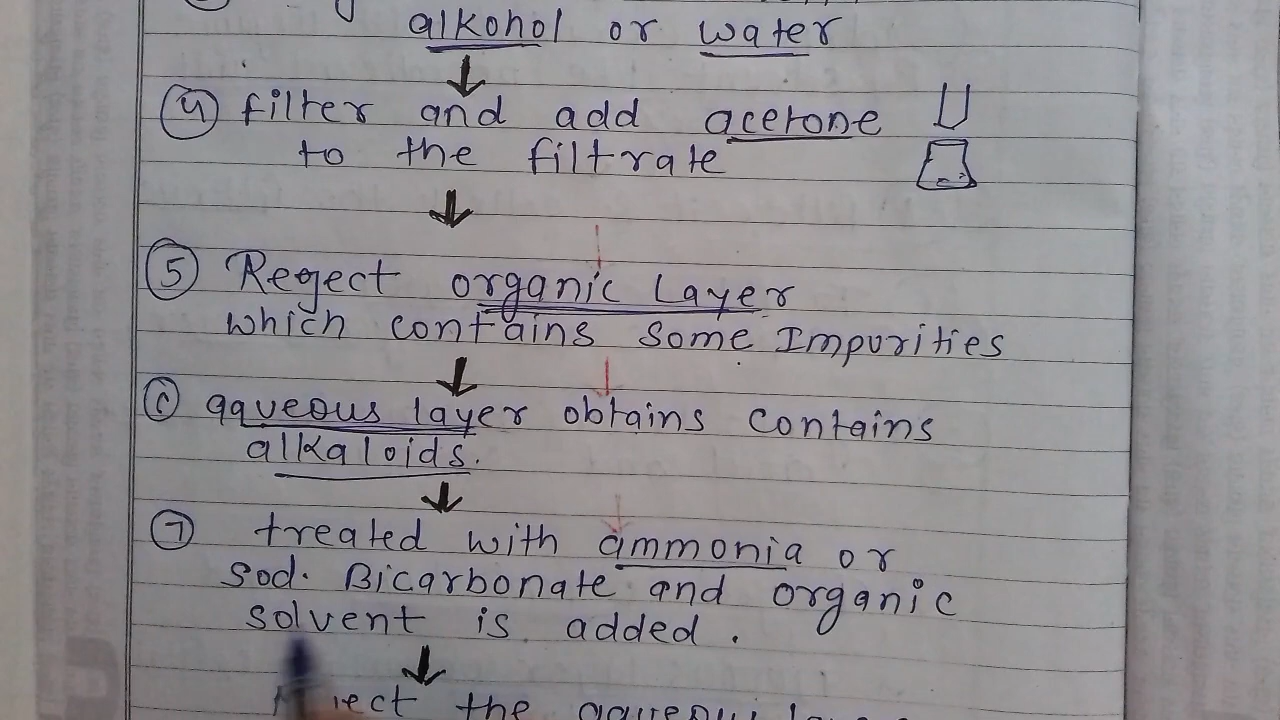 alkohol or water
4 filter and add acetone
to the filtrate
5 Reject organic Layer
which contains some Impurities
6 aqueous layer obtains contains
alkaloids.
7 treated with ammonia or
sod. Bicarbonate and organic
solvent is added.
the aqueous